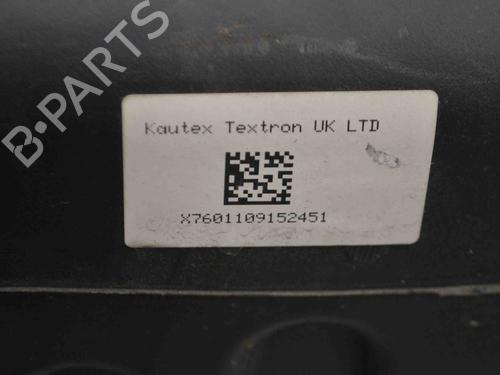 Kautex Textron UK LTD
X7601109152451
B-PARTS